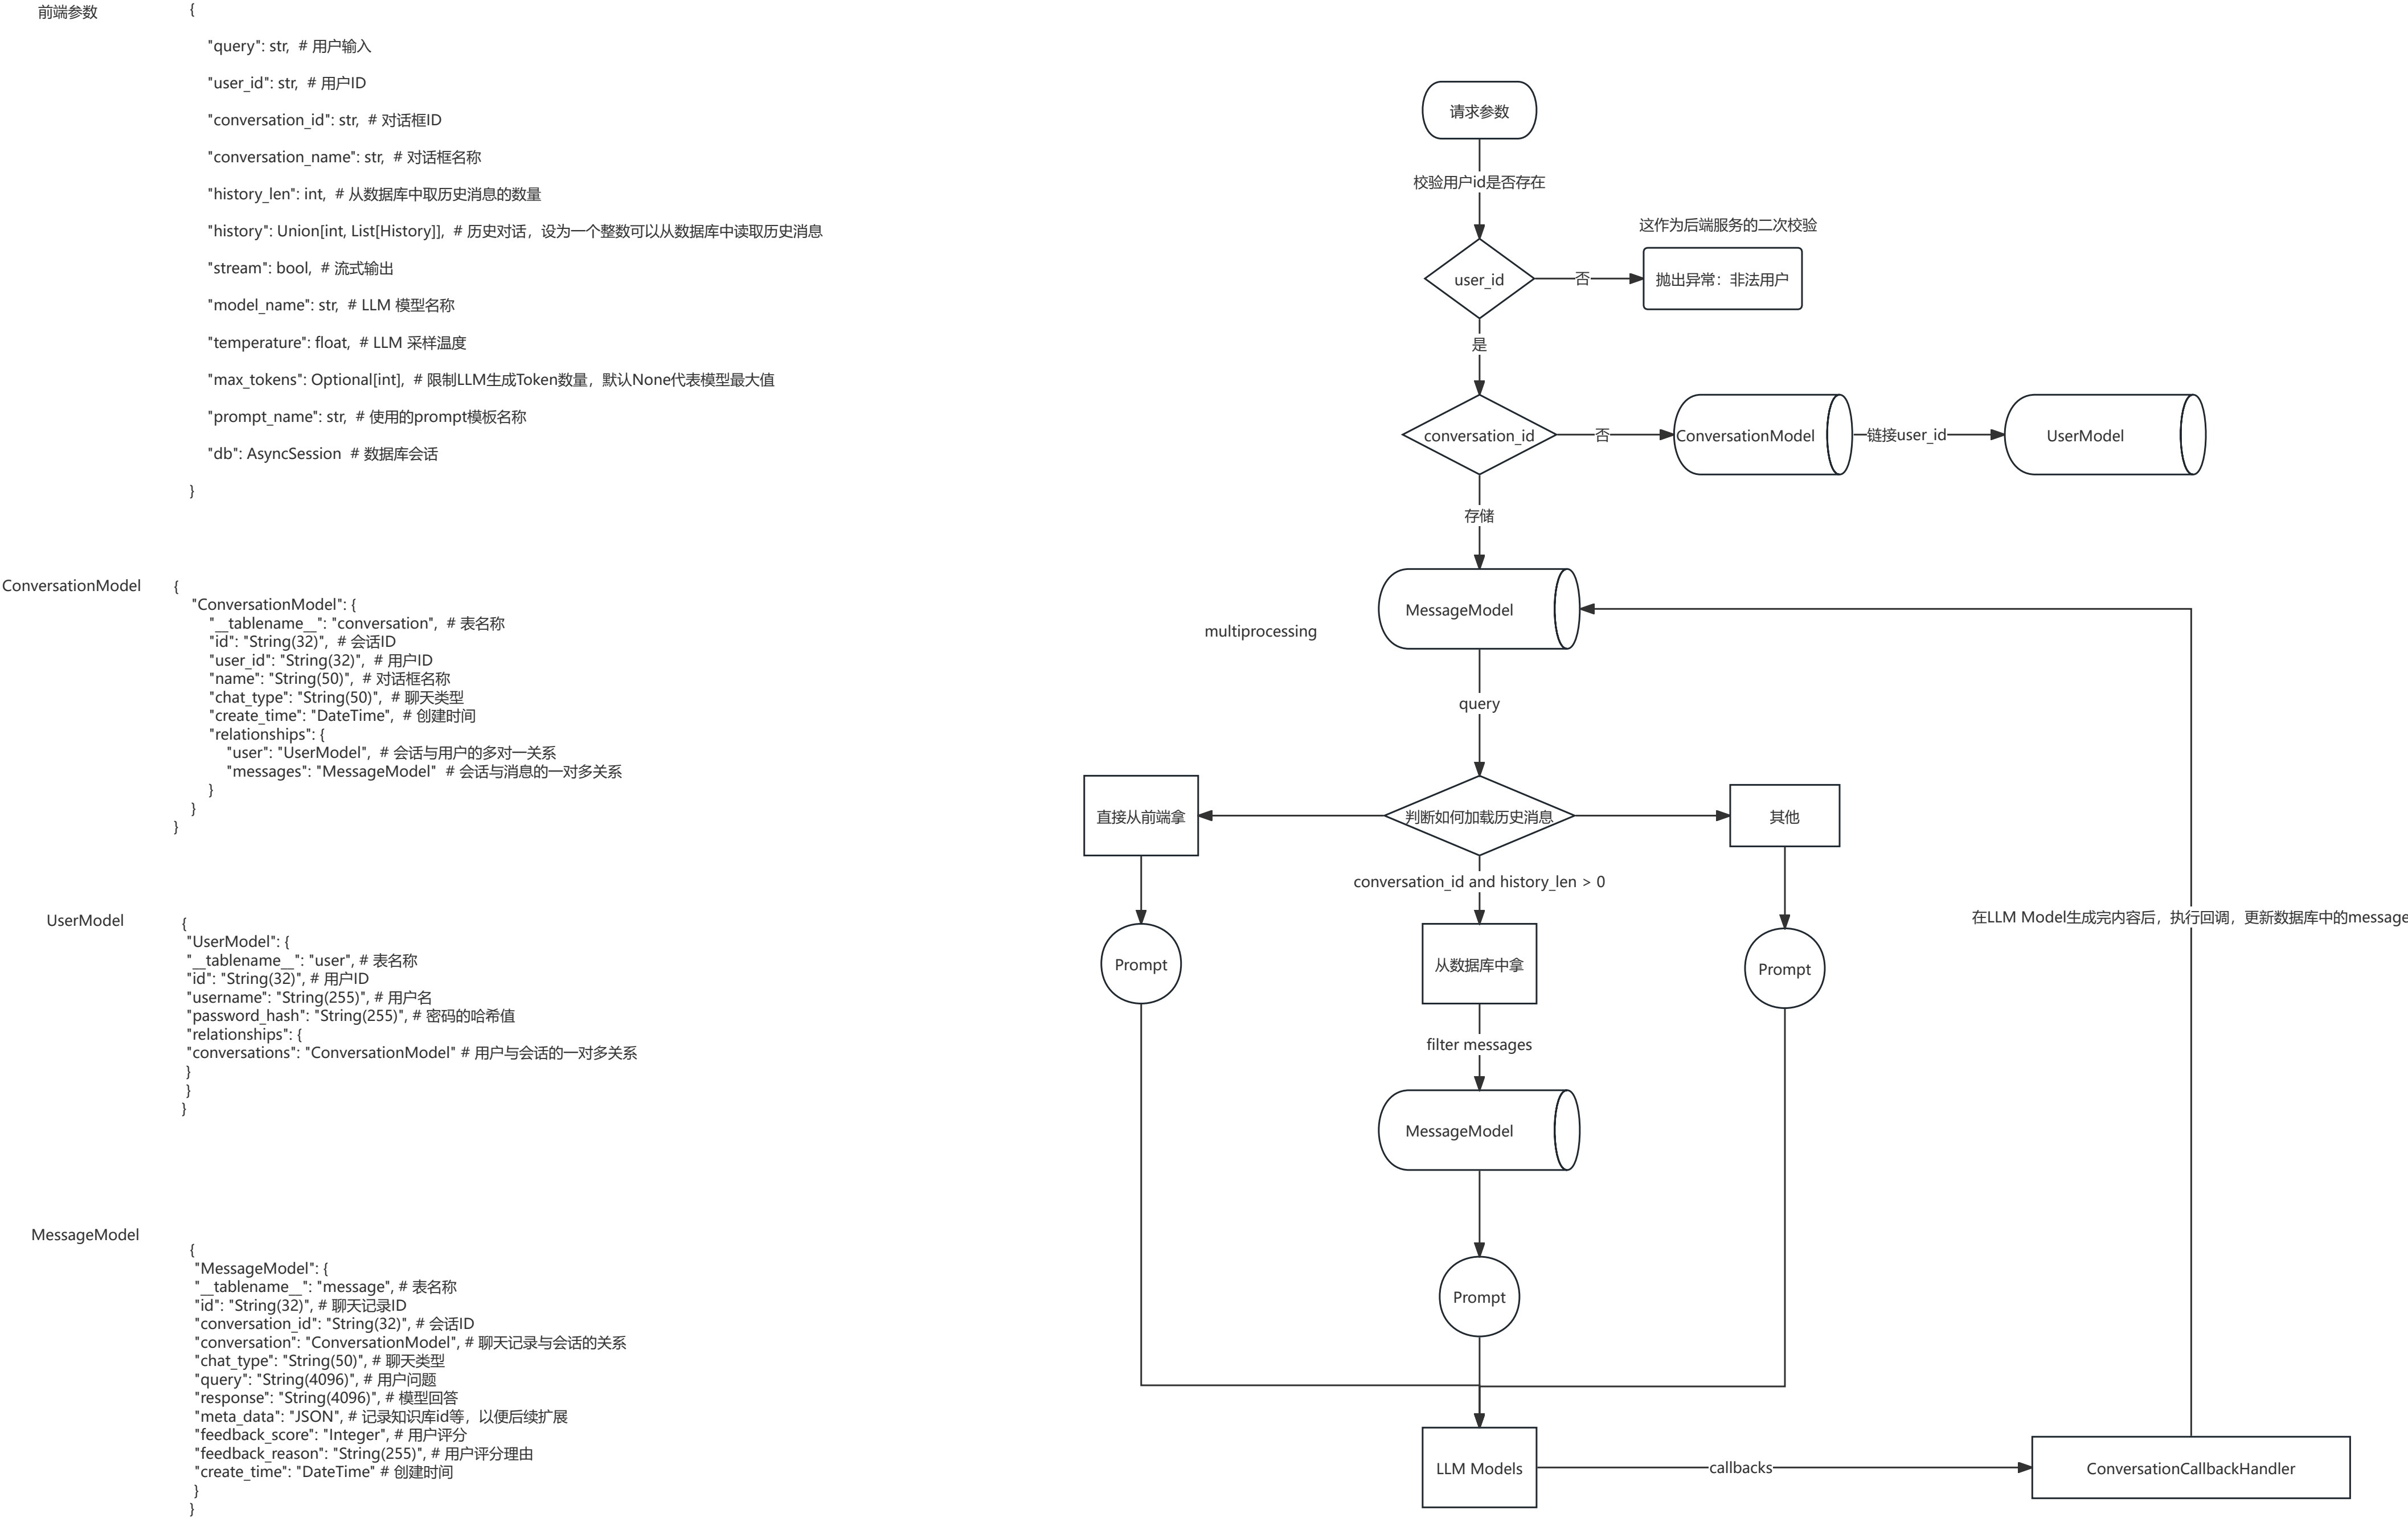 前端参数
{
"query": str,  # 用户输入
"user_id": str,  # 用户ID
"conversation_id": str,  # 对话框ID
"conversation_name": str,  # 对话框名称
"history_len": int,  # 从数据库中取历史消息的数量
"history": Union[int, List[History]],  # 历史对话，设为一个整数可以从数据库中读取历史消息
"stream": bool,  # 流式输出
"model_name": str,  # LLM 模型名称
"temperature": float,  # LLM 采样温度
"max_tokens": Optional[int],  # 限制LLM生成Token数量，默认None代表模型最大值
"prompt_name": str,  # 使用的prompt模板名称
"db": AsyncSession  # 数据库会话
}
ConversationModel
{
"ConversationModel": {
"__tablename__": "conversation",  # 表名称
"id": "String(32)",  # 会话ID
"user_id": "String(32)",  # 用户ID
"name": "String(50)",  # 对话框名称
"chat_type": "String(50)",  # 聊天类型
"create_time": "DateTime",  # 创建时间
"relationships": {
"user": "UserModel",  # 会话与用户的多对一关系
"messages": "MessageModel"  # 会话与消息的一对多关系
}
}
}
UserModel
{
"UserModel": {
"__tablename__": "user", # 表名称
"id": "String(32)", # 用户ID
"username": "String(255)", # 用户名
"password_hash": "String(255)", # 密码的哈希值
"relationships": {
"conversations": "ConversationModel" # 用户与会话的一对多关系
}
}
}
MessageModel
{
"MessageModel": {
"__tablename__": "message", # 表名称
"id": "String(32)", # 聊天记录ID
"conversation_id": "String(32)", # 会话ID
"conversation": "ConversationModel", # 聊天记录与会话的关系
"chat_type": "String(50)", # 聊天类型
"query": "String(4096)", # 用户问题
"response": "String(4096)", # 模型回答
"meta_data": "JSON", # 记录知识库id等，以便后续扩展
"feedback_score": "Integer", # 用户评分
"feedback_reason": "String(255)", # 用户评分理由
"create_time": "DateTime" # 创建时间
}
}
请求参数
校验用户id是否存在
这作为后端服务的二次校验
user_id
否
抛出异常：非法用户
是
conversation_id
否
ConversationModel
链接user_id
UserModel
存储
MessageModel
multiprocessing
query
直接从前端拿
判断如何加载历史消息
其他
conversation_id and history_len > 0
在LLM Model生成完内容后，执行回调，更新数据库中的message
Prompt
从数据库中拿
Prompt
filter messages
MessageModel
Prompt
LLM Models
callbacks
ConversationCallbackHandler